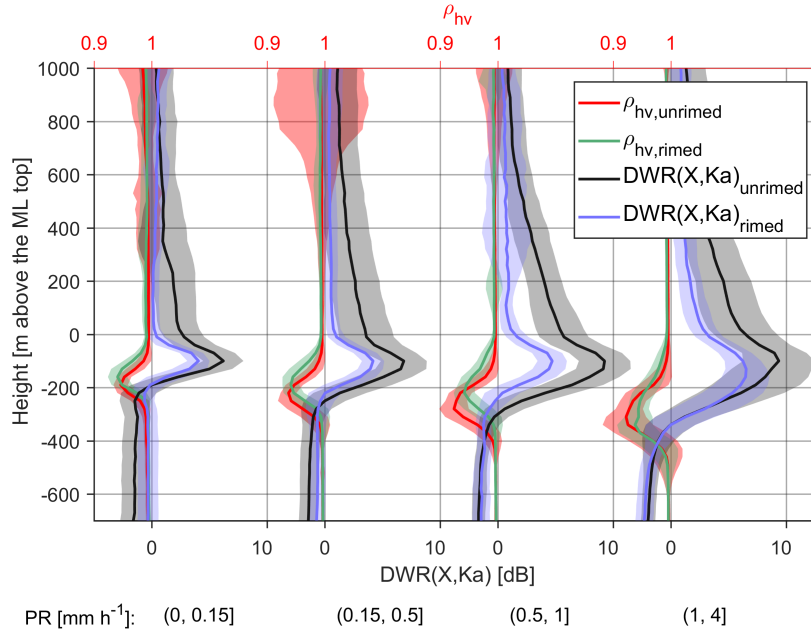 ρhv
0.9 1 0.9 1 0.9 1 0.9 1
1000
800
600
400
200
0
-200
-400
-600
Height [m above the ML top]
ρhv,unrimed
ρhv,rimed
DWR(X,Ka)unrimed
DWR(X,Ka)rimed
0 10 0 10 0 10 0 10
DWR(X,Ka) [dB]
PR [mm h-1]: (0, 0.15] (0.15, 0.5] (0.5, 1] (1, 4]